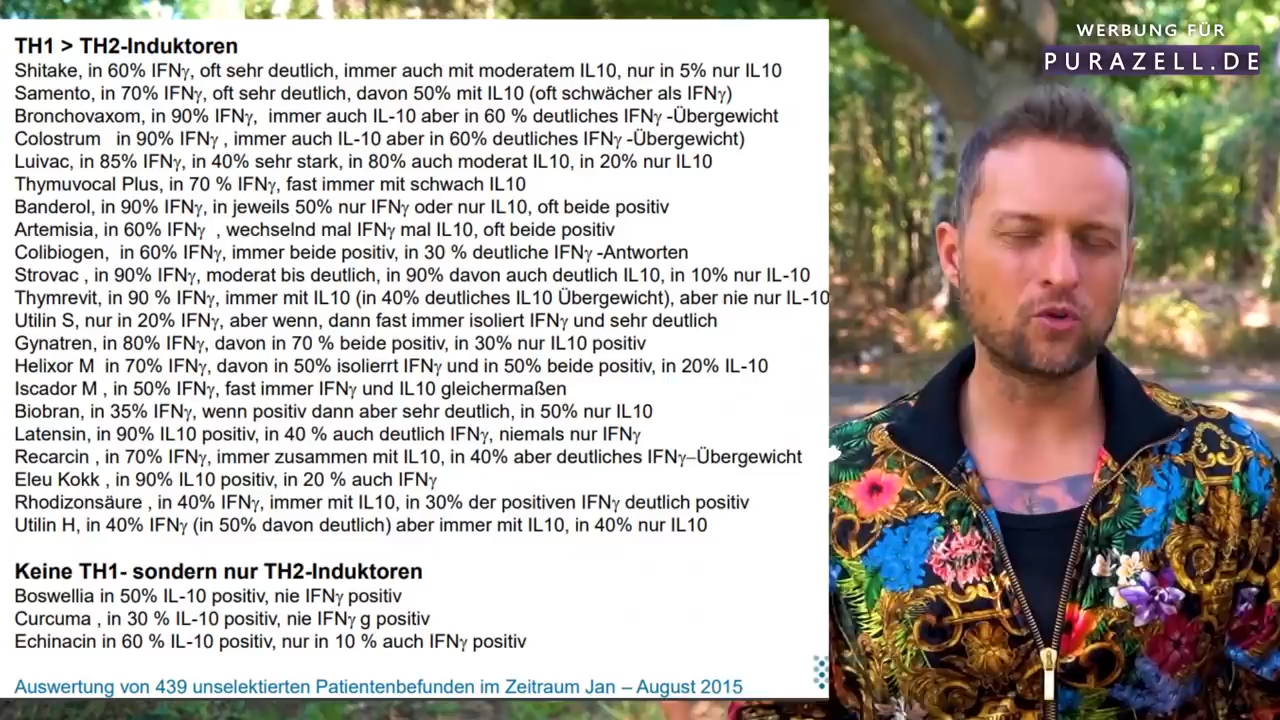 TH1 > TH2-Induktoren
Shitake, in 60% IFNγ, oft sehr deutlich, immer auch mit moderatem IL10, nur in 5% nur IL10
Samento, in 70% IFNγ, oft sehr deutlich, davon 50% mit IL10 (oft schwächer als IFNγ)
Bronchovaxom, in 90% IFNγ,  immer auch IL-10 aber in 60 % deutliches IFNγ -Übergewicht
Colostrum   in 90% IFNγ , immer auch IL-10 aber in 60% deutliches IFNγ -Übergewicht)
Luivac, in 85% IFNγ, in 40% sehr stark, in 80% auch moderat IL10, in 20% nur IL10
Thymuvocal Plus, in 70 % IFNγ, fast immer mit schwach IL10
Banderol, in 90% IFNγ, in jeweils 50% nur IFNγ oder nur IL10, oft beide positiv
Artemisia, in 60% IFNγ  , wechselnd mal IFNγ mal IL10, oft beide positiv
Colibiogen,  in 60% IFNγ, immer beide positiv, in 30 % deutliche IFNγ -Antworten
Strovac , in 90% IFNγ, moderat bis deutlich, in 90% davon auch deutlich IL10, in 10% nur IL-10
Thymrevit, in 90 % IFNγ, immer mit IL10 (in 40% deutliches IL10 Übergewicht), aber nie nur IL-10
Utilin S, nur in 20% IFNγ, aber wenn, dann fast immer isoliert IFNγ und sehr deutlich
Gynatren, in 80% IFNγ, davon in 70 % beide positiv, in 30% nur IL10 positiv
Helixor M  in 70% IFNγ, davon in 50% isolierrt IFNγ und in 50% beide positiv, in 20% IL-10
Iscador M , in 50% IFNγ, fast immer IFNγ und IL10 gleichermaßen
Biobran, in 35% IFNγ, wenn positiv dann aber sehr deutlich, in 50% nur IL10
Latensin, in 90% IL10 positiv, in 40 % auch deutlich IFNγ, niemals nur IFNγ
Recarcin , in 70% IFNγ, immer zusammen mit IL10, in 40% aber deutliches IFNγ–Übergewicht
Eleu Kokk , in 90% IL10 positiv, in 20 % auch IFNγ
Rhodizonsäure , in 40% IFNγ, immer mit IL10, in 30% der positiven IFNγ deutlich positiv
Utilin H, in 40% IFNγ (in 50% davon deutlich) aber immer mit IL10, in 40% nur IL10
Keine TH1- sondern nur TH2-Induktoren
Boswellia in 50% IL-10 positiv, nie IFNγ positiv
Curcuma , in 30 % IL-10 positiv, nie IFNγ g positiv
Echinacin in 60 % IL-10 positiv, nur in 10 % auch IFNγ positiv
Auswertung von 439 unselektierten Patientenbefunden im Zeitraum Jan – August 2015
WERBUNG FÜR
PURAZELL.DE